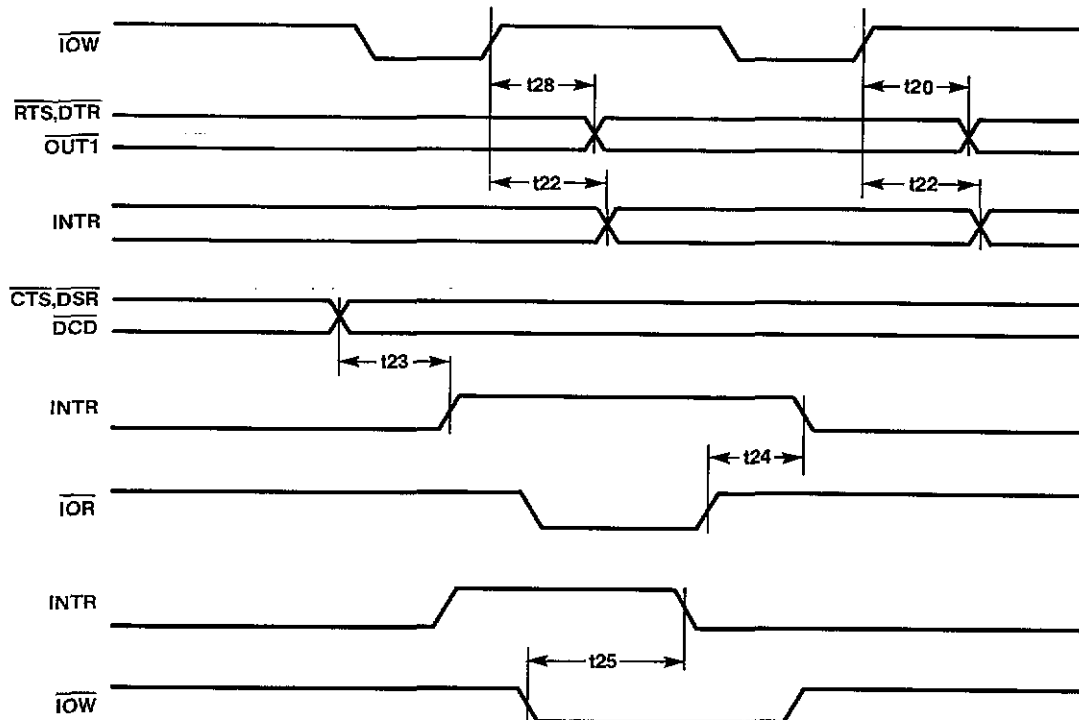 IOW
t28
t20
RTS,DTR
OUT1
t22
t22
INTR
CTS,DSR
DCD
t23
INTR
t24
IOR
INTR
t25
IOW